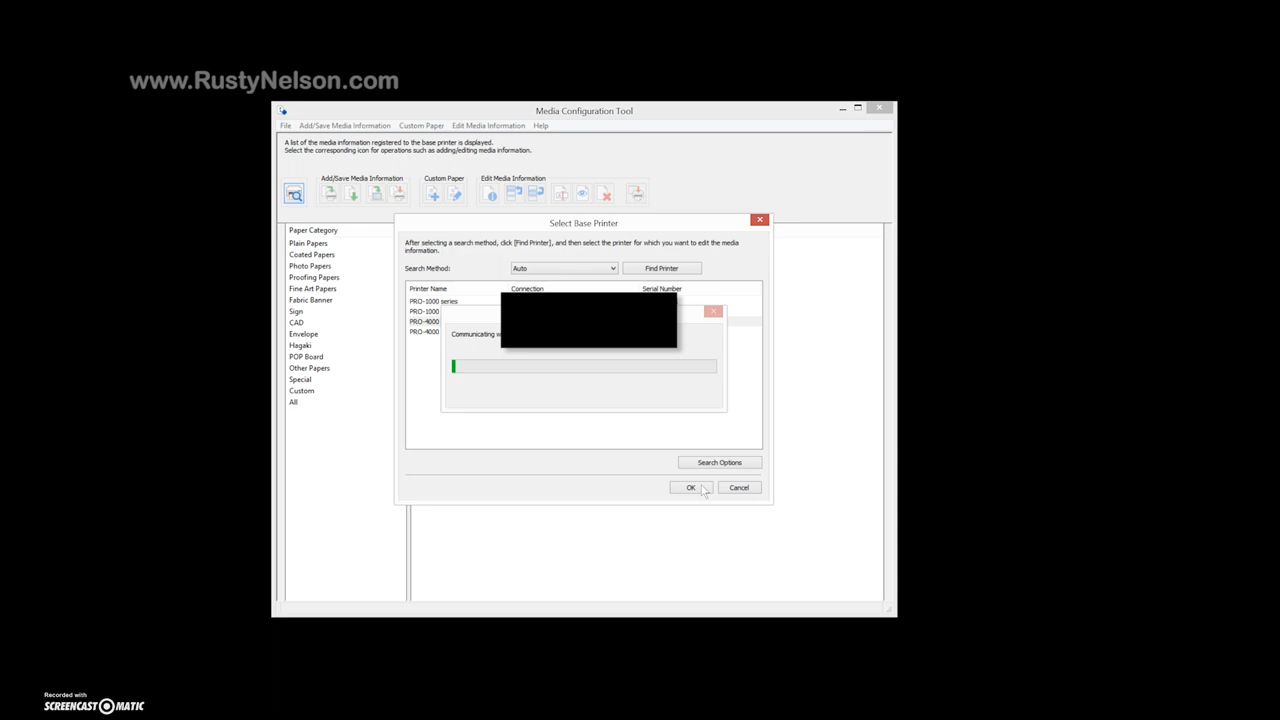 www.RustyNelson.com
Media Configuration Tool
File Add/Save Media Information Custom Paper Edit Media Information Help
A list of the media information registered to the base printer is displayed.
Select the corresponding icon for operations such as adding/editing media information.
Add/Save Media Information Custom Paper Edit Media Information
Select Base Printer
After selecting a search method, click [Find Printer], and then select the printer for which you want to edit the media
information.
Search Method: Auto Find Printer
Printer Name Connection Serial Number
PRO-1000 series
PRO-1000
PRO-4000
PRO-4000
Communicating
Search Options
OK Cancel
Paper Category
Plain Papers
Coated Papers
Photo Papers
Proofing Papers
Fine Art Papers
Fabric Banner
Sign
CAD
Envelope
Hagaki
POP Board
Other Papers
Special
Custom
All
Recorded with
SCREENCAST-O-MATIC